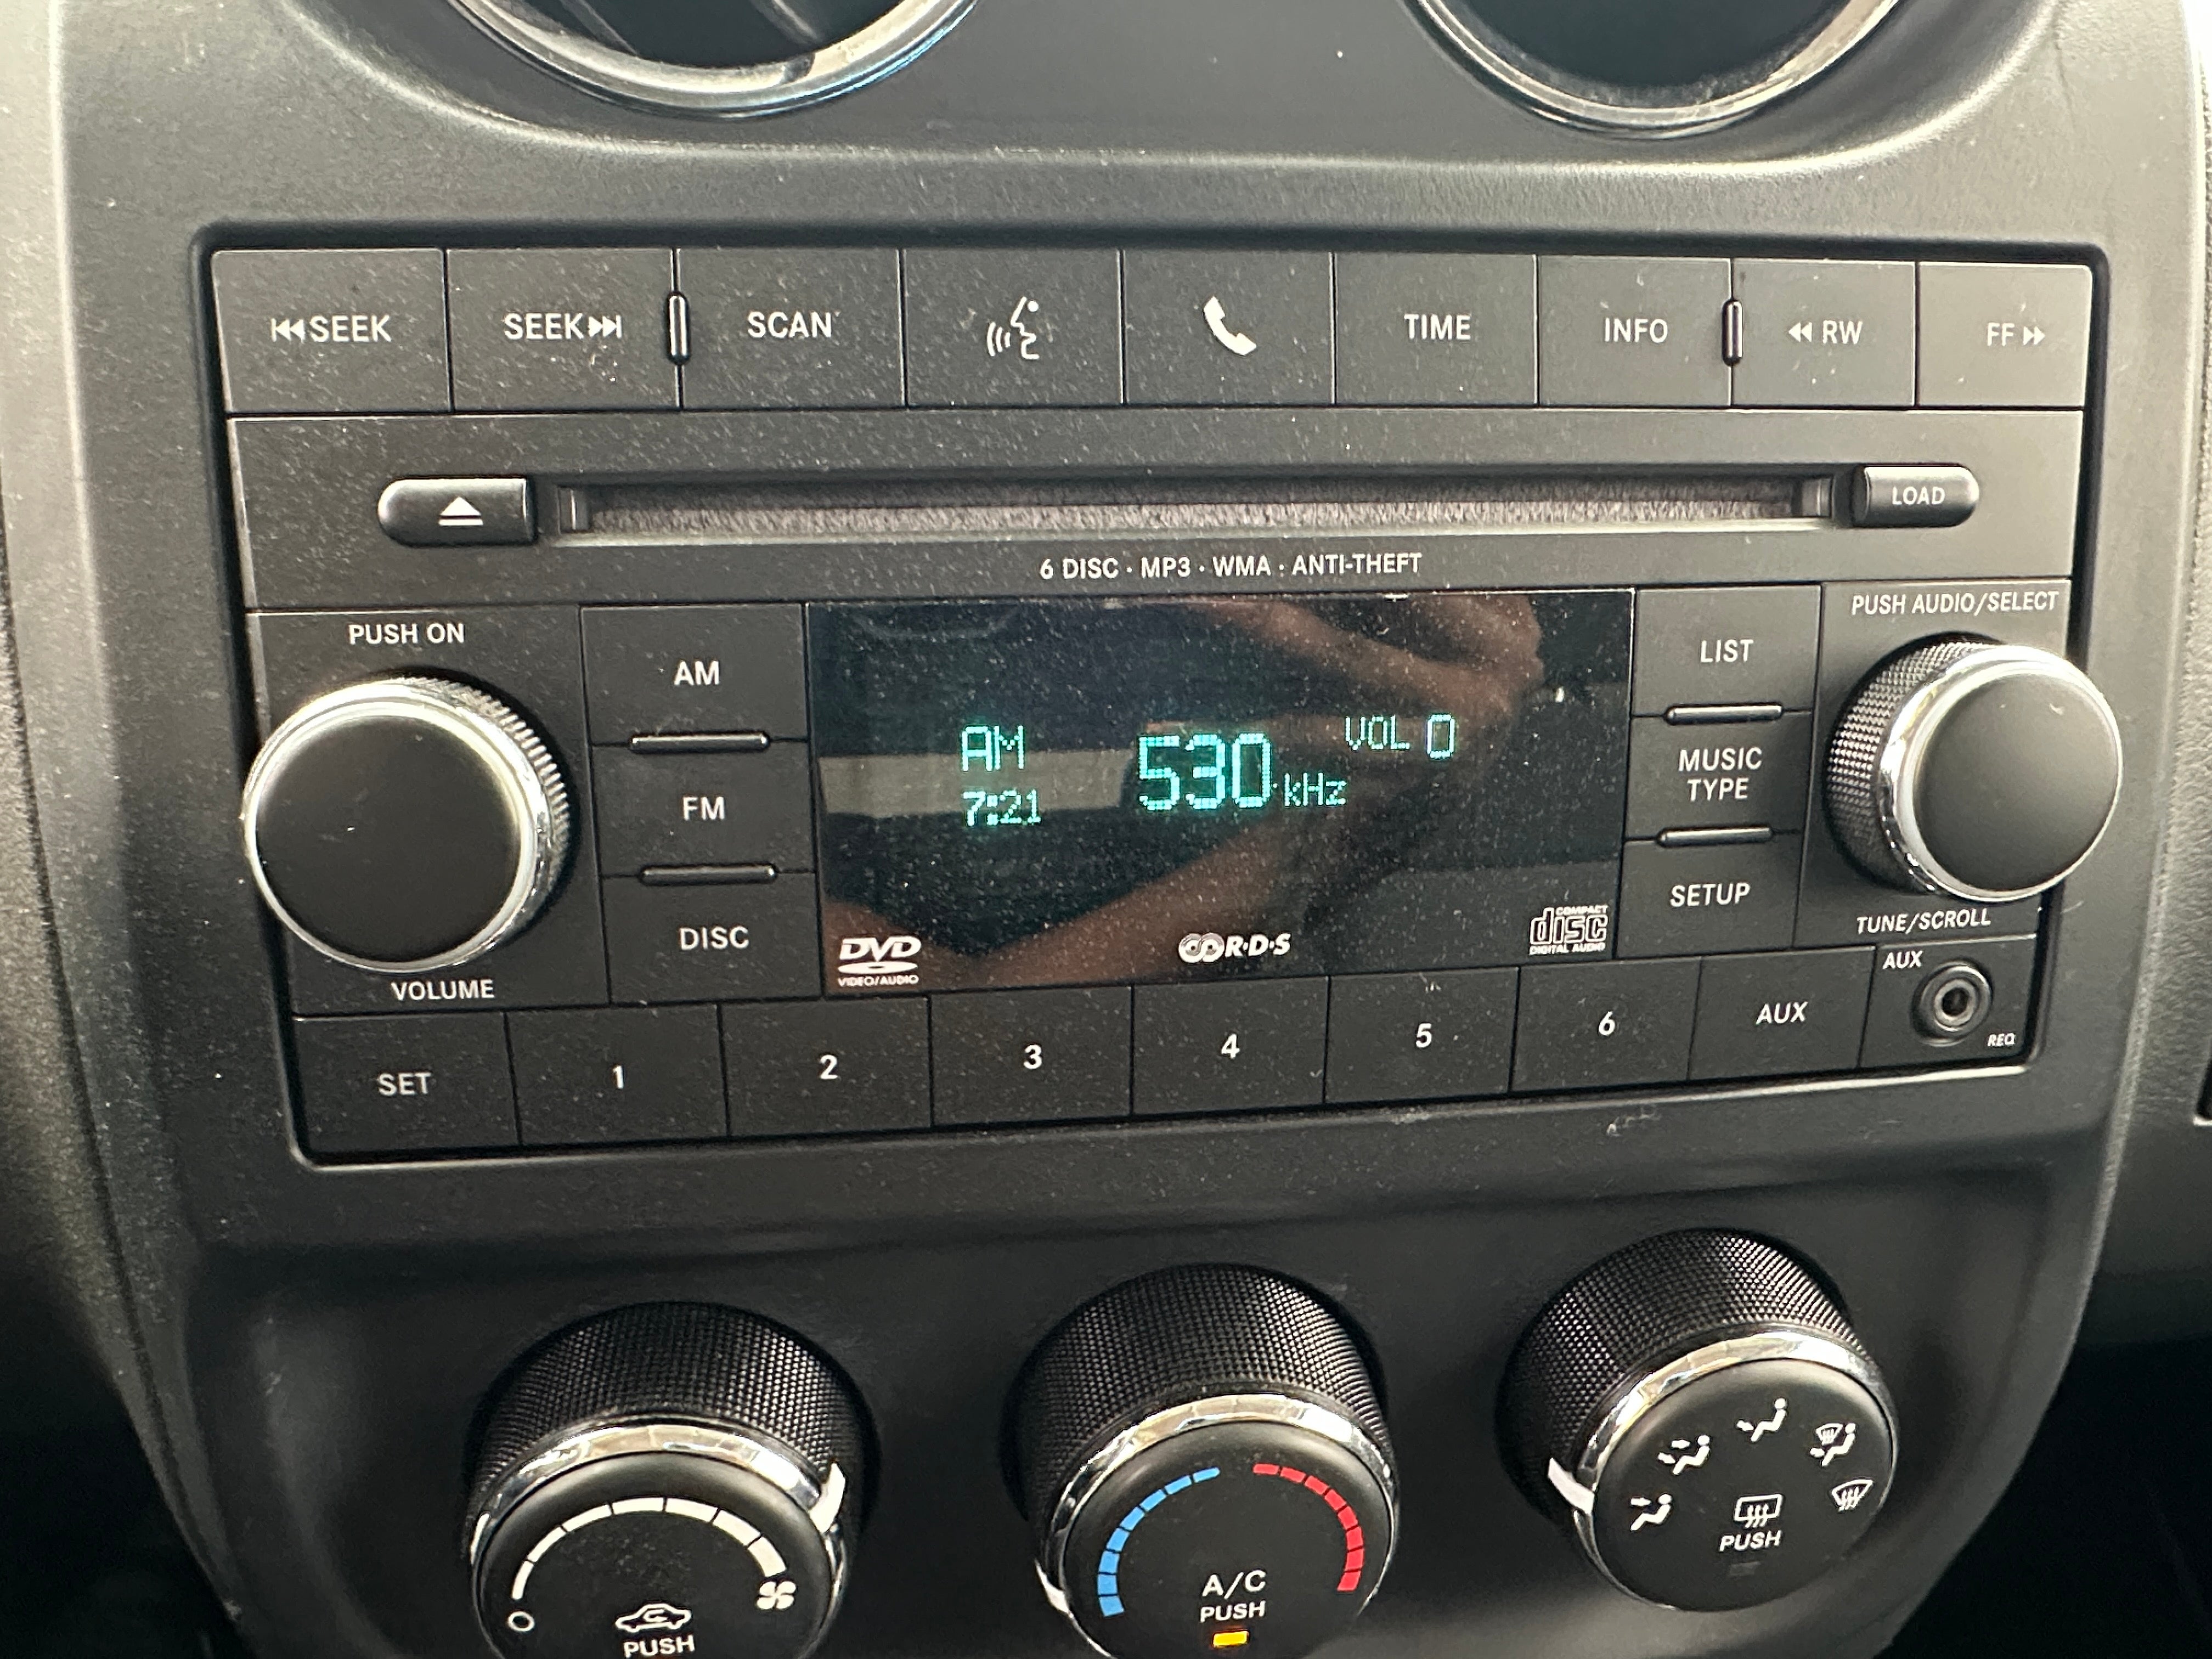 SEEK
SEEK
SCAN
TIME
INFO
RW
FF
LOAD
6 DISC · MP3 · WMA · ANTI-THEFT
PUSH ON
VOLUME
AM
FM
DISC
AM
7:21
530 kHz
VOL 0
DVD
VIDEO/AUDIO
R·D·S
COMPACT
disc
DIGITAL AUDIO
LIST
MUSIC
TYPE
SETUP
PUSH AUDIO/SELECT
TUNE/SCROLL
SET
1
2
3
4
5
6
AUX
AUX
REQ
PUSH
A/C
PUSH
PUSH